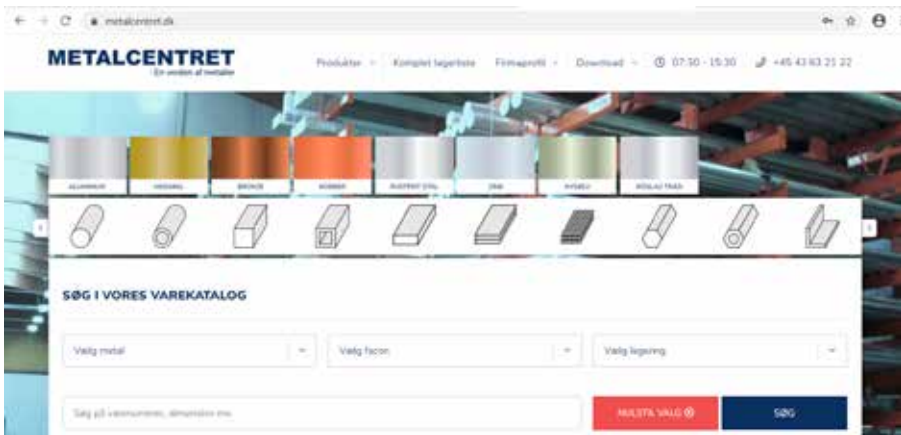 metalcentret.dk
METALCENTRET
En verden af metaller
Produkter Komplet lagerliste Firmaprofil Download 07:30 - 15:30 +45 43 63 21 22
ALUMINIUM MESSING BRONZE KOBBER RUSTFRIT STÅL ZINK NYSØLV
SØG I VORES VAREKATALOG
Vælg metal Vælg facon Vælg legering
Søg på varenummer, dimension mv.
NULSTIL VALG SØG